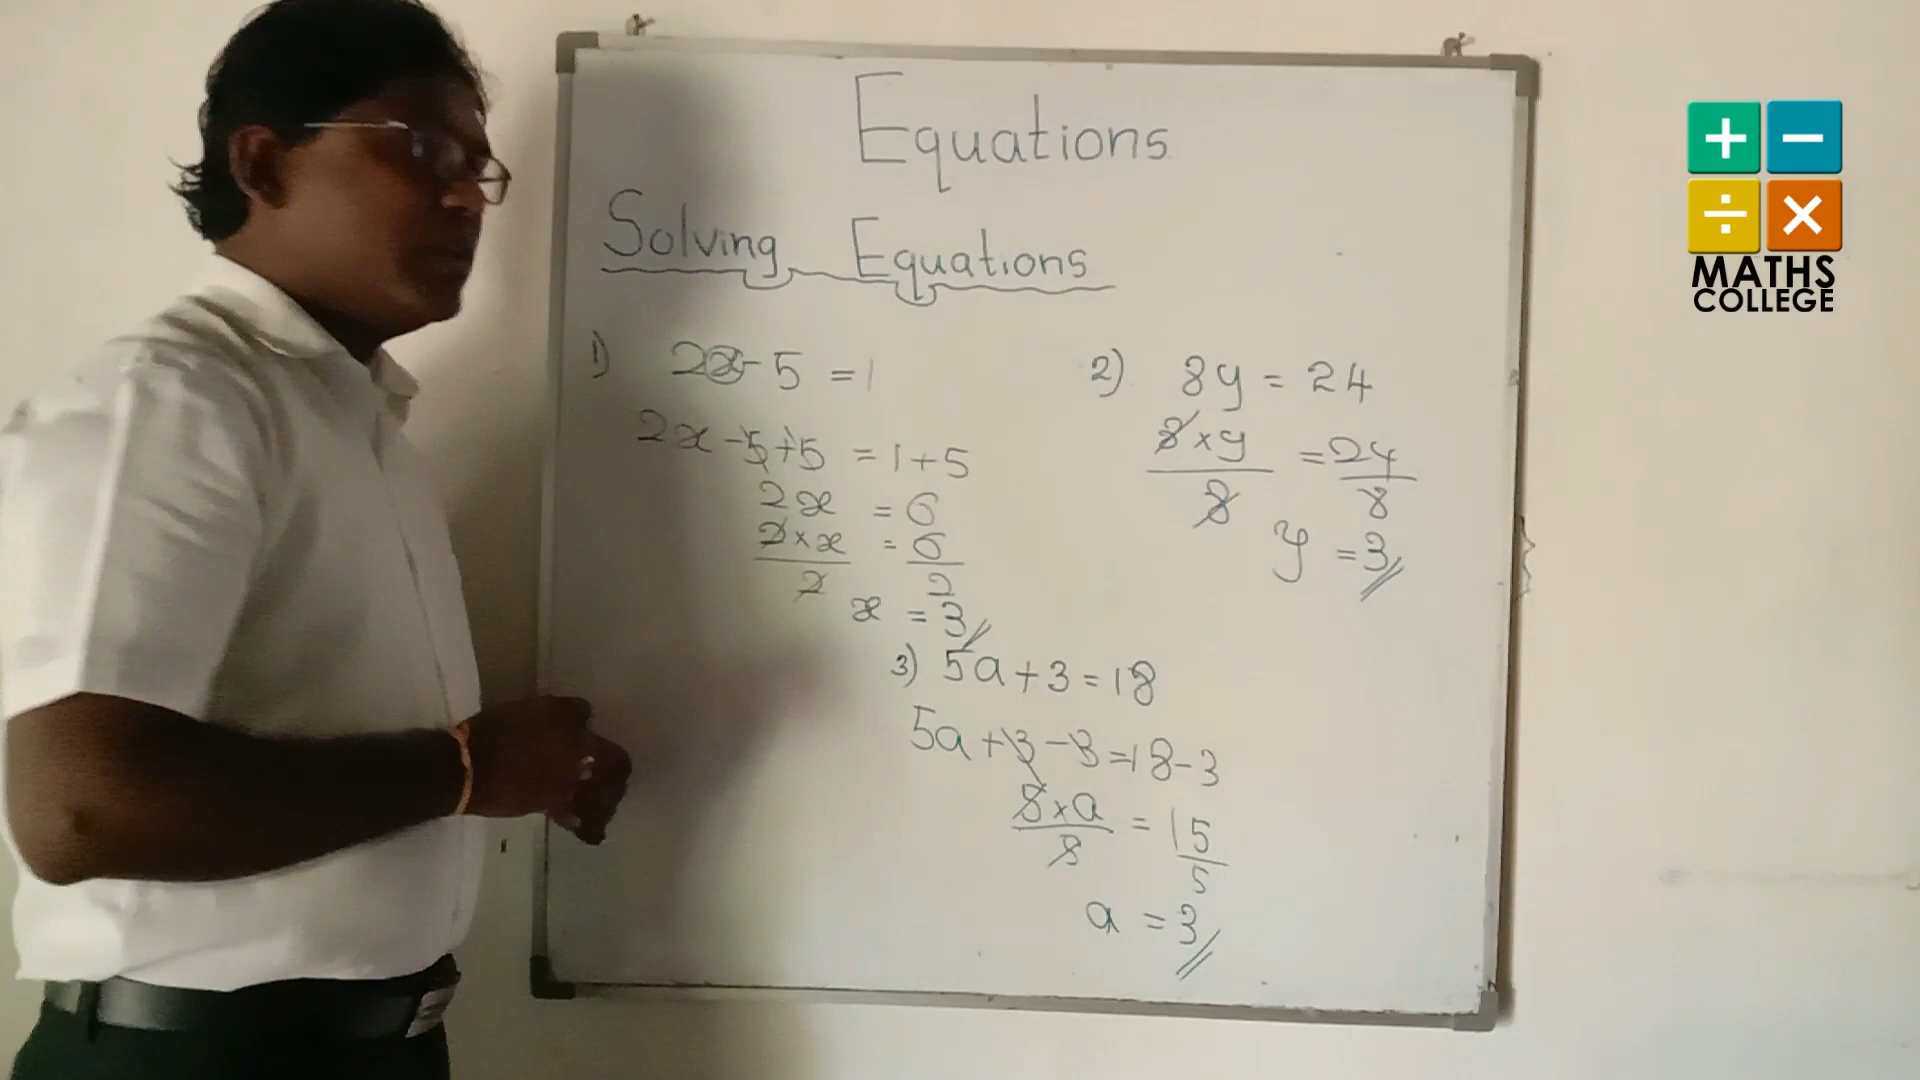 Equations
Solving Equations
1) 2x - 5 = 1
2x - 5 + 5 = 1 + 5
2x = 6
2 × x = 6
2 2
x = 3
2) 8y = 24
8 × y = 24
8 8
y = 3
3) 5a + 3 = 18
5a + 3 - 3 = 18 - 3
5 × a = 15
5 5
a = 3
+ −
÷ ×
MATHS
COLLEGE